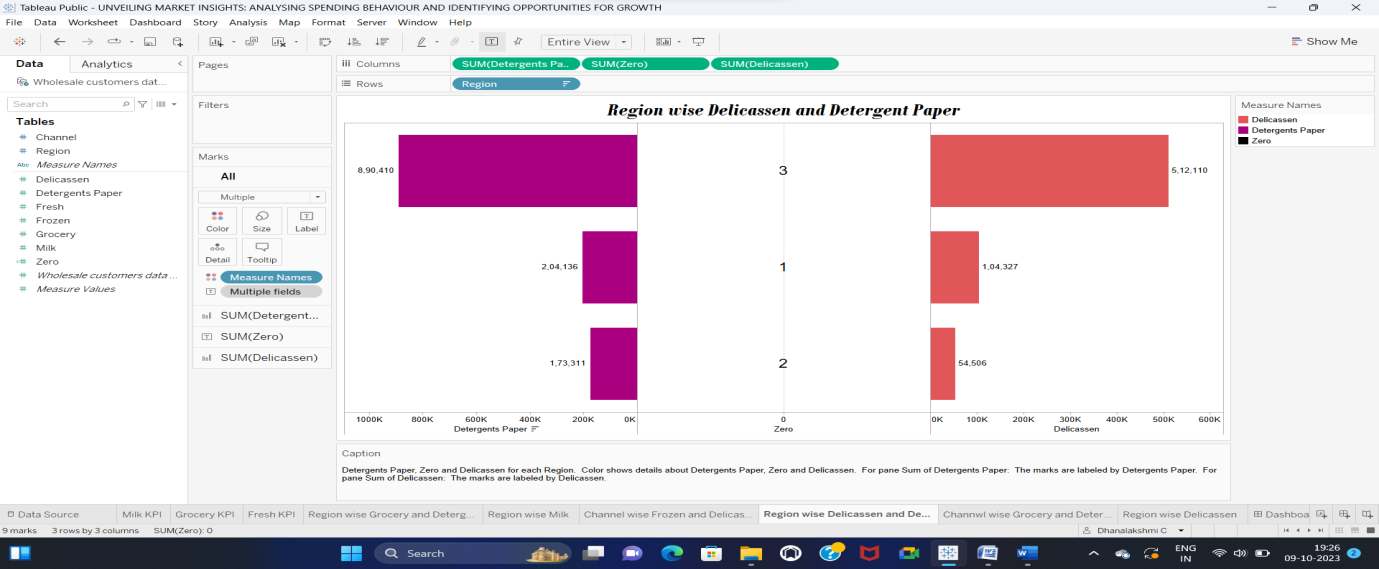 Tableau Public - UNVEILING MARKET INSIGHTS: ANALYSING SPENDING BEHAVIOUR AND IDENTIFYING OPPORTUNITIES FOR GROWTH
File Data Worksheet Dashboard Story Analysis Map Format Server Window Help
Entire View
Show Me
Data Analytics
Wholesale customers dat...
Search
Tables
Channel
Region
Abc Measure Names
Delicassen
Detergents Paper
Fresh
Frozen
Grocery
Milk
Zero
Wholesale customers data ...
Measure Values
Pages
Filters
Marks
All
Multiple
Color Size Label
Detail Tooltip
Measure Names
Multiple fields
SUM(Detergent...
SUM(Zero)
SUM(Delicassen)
Columns SUM(Detergents Pa.. SUM(Zero) SUM(Delicassen)
Rows Region
Region wise Delicassen and Detergent Paper
8,90,410 3 5,12,110
2,04,136 1 1,04,327
1,73,311 2 54,506
1000K 800K 600K 400K 200K 0K 0 0K 100K 200K 300K 400K 500K 600K
Detergents Paper Zero Delicassen
Measure Names
Delicassen
Detergents Paper
Zero
Caption
Detergents Paper, Zero and Delicassen for each Region. Color shows details about Detergents Paper, Zero and Delicassen. For pane Sum of Detergents Paper: The marks are labeled by Detergents Paper. For
pane Sum of Delicassen: The marks are labeled by Delicassen.
Data Source Milk KPI Grocery KPI Fresh KPI Region wise Grocery and Deterg... Region wise Milk Channel wise Frozen and Delicas... Region wise Delicassen and De... Channwl wise Grocery and Deter... Region wise Delicassen Dashboa
9 marks 3 rows by 3 columns SUM(Zero): 0 Dhanalakshmi C
Search
ENG
IN
19:26
09-10-2023
2